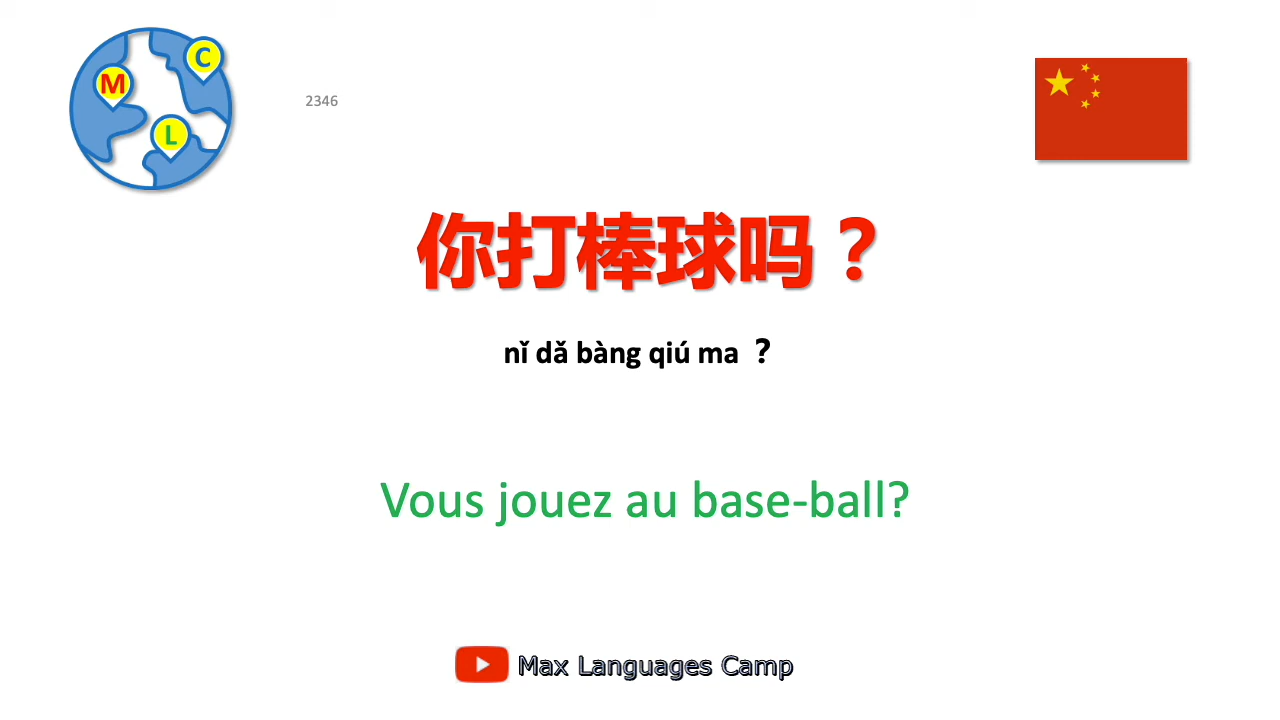 M
C
L
2346
你打棒球吗？
nǐ dǎ bàng qiú ma ？
Vous jouez au base-ball?
Max Languages Camp